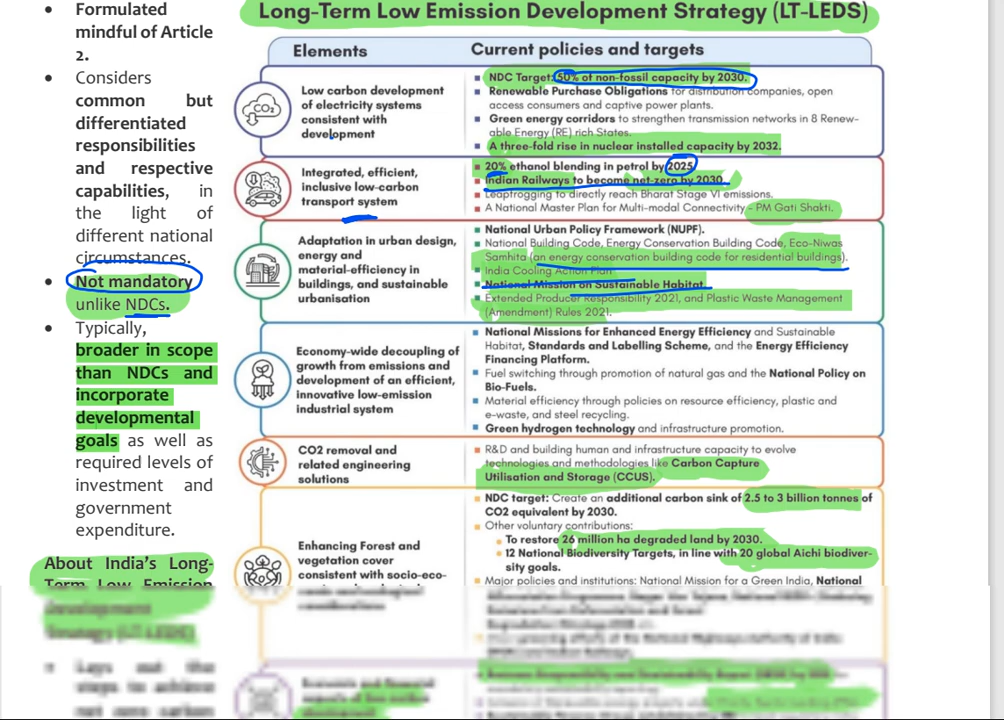 Long-Term Low Emission Development Strategy (LT-LEDS)
• Formulated
mindful of Article
2.
• Considers
common but
differentiated
responsibilities
and respective
capabilities, in
the light of
different national
circumstances.
• Not mandatory
unlike NDCs.
• Typically,
broader in scope
than NDCs and
incorporate
developmental
goals as well as
required levels of
investment and
government
expenditure.
About India's Long-
Term Low Emission
Development
Strategy (LT-LEDS)
Elements
Current policies and targets
Low carbon development
of electricity systems
consistent with
development
CO2
NDC Target: 50% of non-fossil capacity by 2030.
Renewable Purchase Obligations for distribution companies, open
access consumers and captive power plants.
Green energy corridors to strengthen transmission networks in 8 Renew-
able Energy (RE) rich States.
A three-fold rise in nuclear installed capacity by 2032.
Integrated, efficient,
inclusive low-carbon
transport system
20% ethanol blending in petrol by 2025
Indian Railways to become net-zero by 2030.
Leapfrogging to directly reach Bharat Stage VI emissions.
A National Master Plan for Multi-modal Connectivity – PM Gati Shakti.
Adaptation in urban design,
energy and
material-efficiency in
buildings, and sustainable
urbanisation
National Urban Policy Framework (NUPF).
National Building Code, Energy Conservation Building Code, Eco-Niwas
Samhita (an energy conservation building code for residential buildings).
India Cooling Action Plan
National Mission on Sustainable Habitat.
Extended Producer Responsibility 2021, and Plastic Waste Management
(Amendment) Rules 2021.
Economy-wide decoupling of
growth from emissions and
development of an efficient,
innovative low-emission
industrial system
National Missions for Enhanced Energy Efficiency and Sustainable
Habitat, Standards and Labelling Scheme, and the Energy Efficiency
Financing Platform.
Fuel switching through promotion of natural gas and the National Policy on
Bio-Fuels.
Material efficiency through policies on resource efficiency, plastic and
e-waste, and steel recycling.
Green hydrogen technology and infrastructure promotion.
CO2 removal and
related engineering
solutions
R&D and building human and infrastructure capacity to evolve
technologies and methodologies like Carbon Capture
Utilisation and Storage (CCUS).
Enhancing Forest and
vegetation cover
consistent with socio-eco-
NDC target: Create an additional carbon sink of 2.5 to 3 billion tonnes of
CO2 equivalent by 2030.
Other voluntary contributions:
To restore 26 million ha degraded land by 2030.
12 National Biodiversity Targets, in line with 20 global Aichi biodiver-
sity goals.
Major policies and institutions: National Mission for a Green India, National